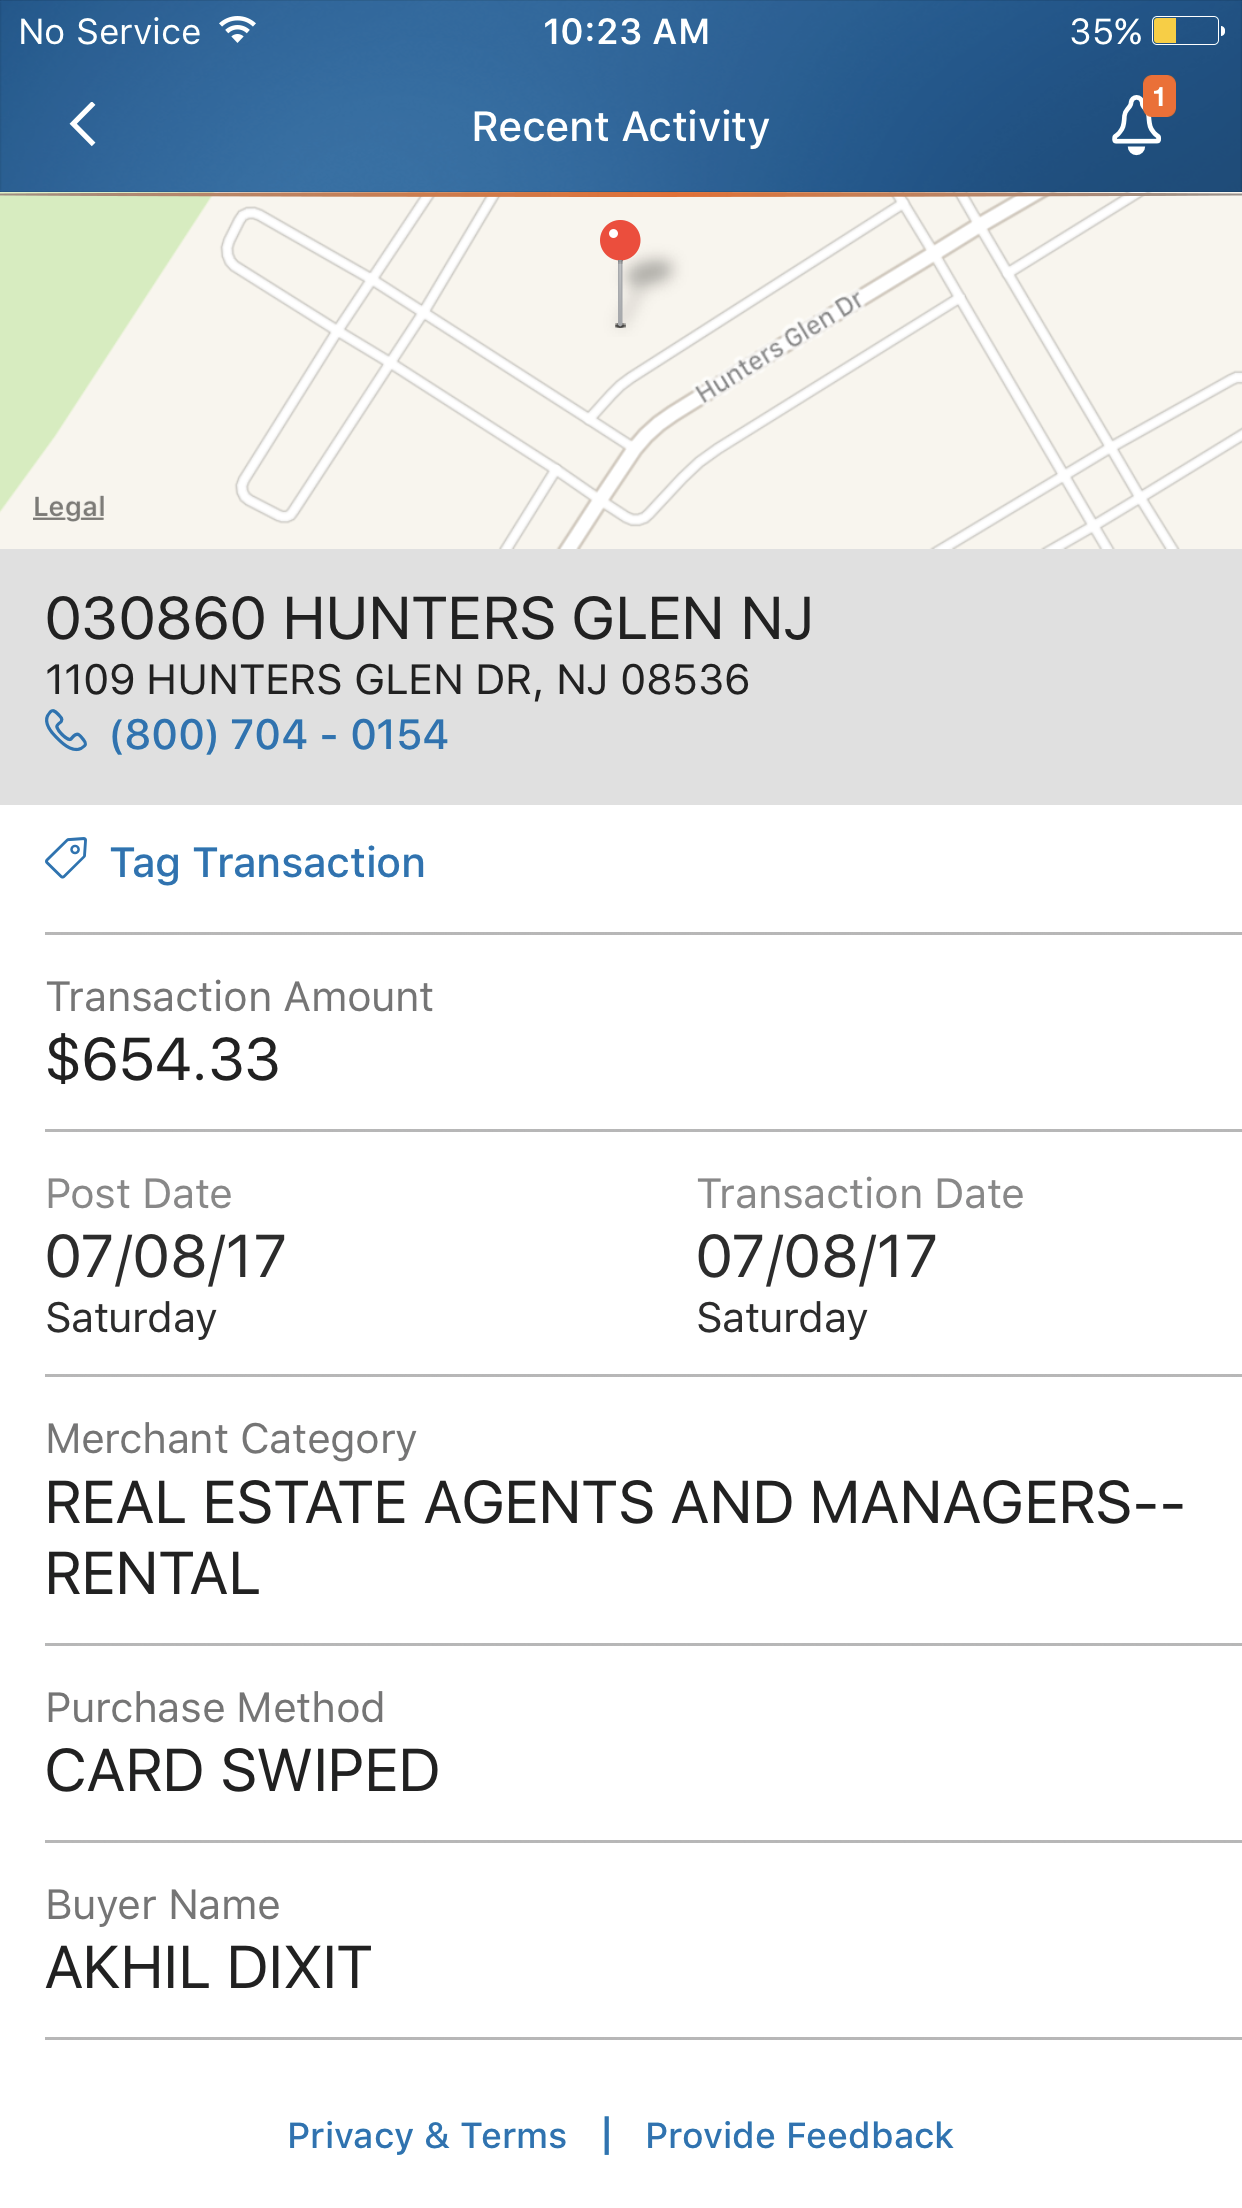 No Service 10:23 AM 35%
Recent Activity 1
Hunters Glen Dr
Legal
030860 HUNTERS GLEN NJ
1109 HUNTERS GLEN DR, NJ 08536
(800) 704 - 0154
Tag Transaction
Transaction Amount
$654.33
Post Date Transaction Date
07/08/17 07/08/17
Saturday Saturday
Merchant Category
REAL ESTATE AGENTS AND MANAGERS--
RENTAL
Purchase Method
CARD SWIPED
Buyer Name
AKHIL DIXIT
Privacy & Terms | Provide Feedback